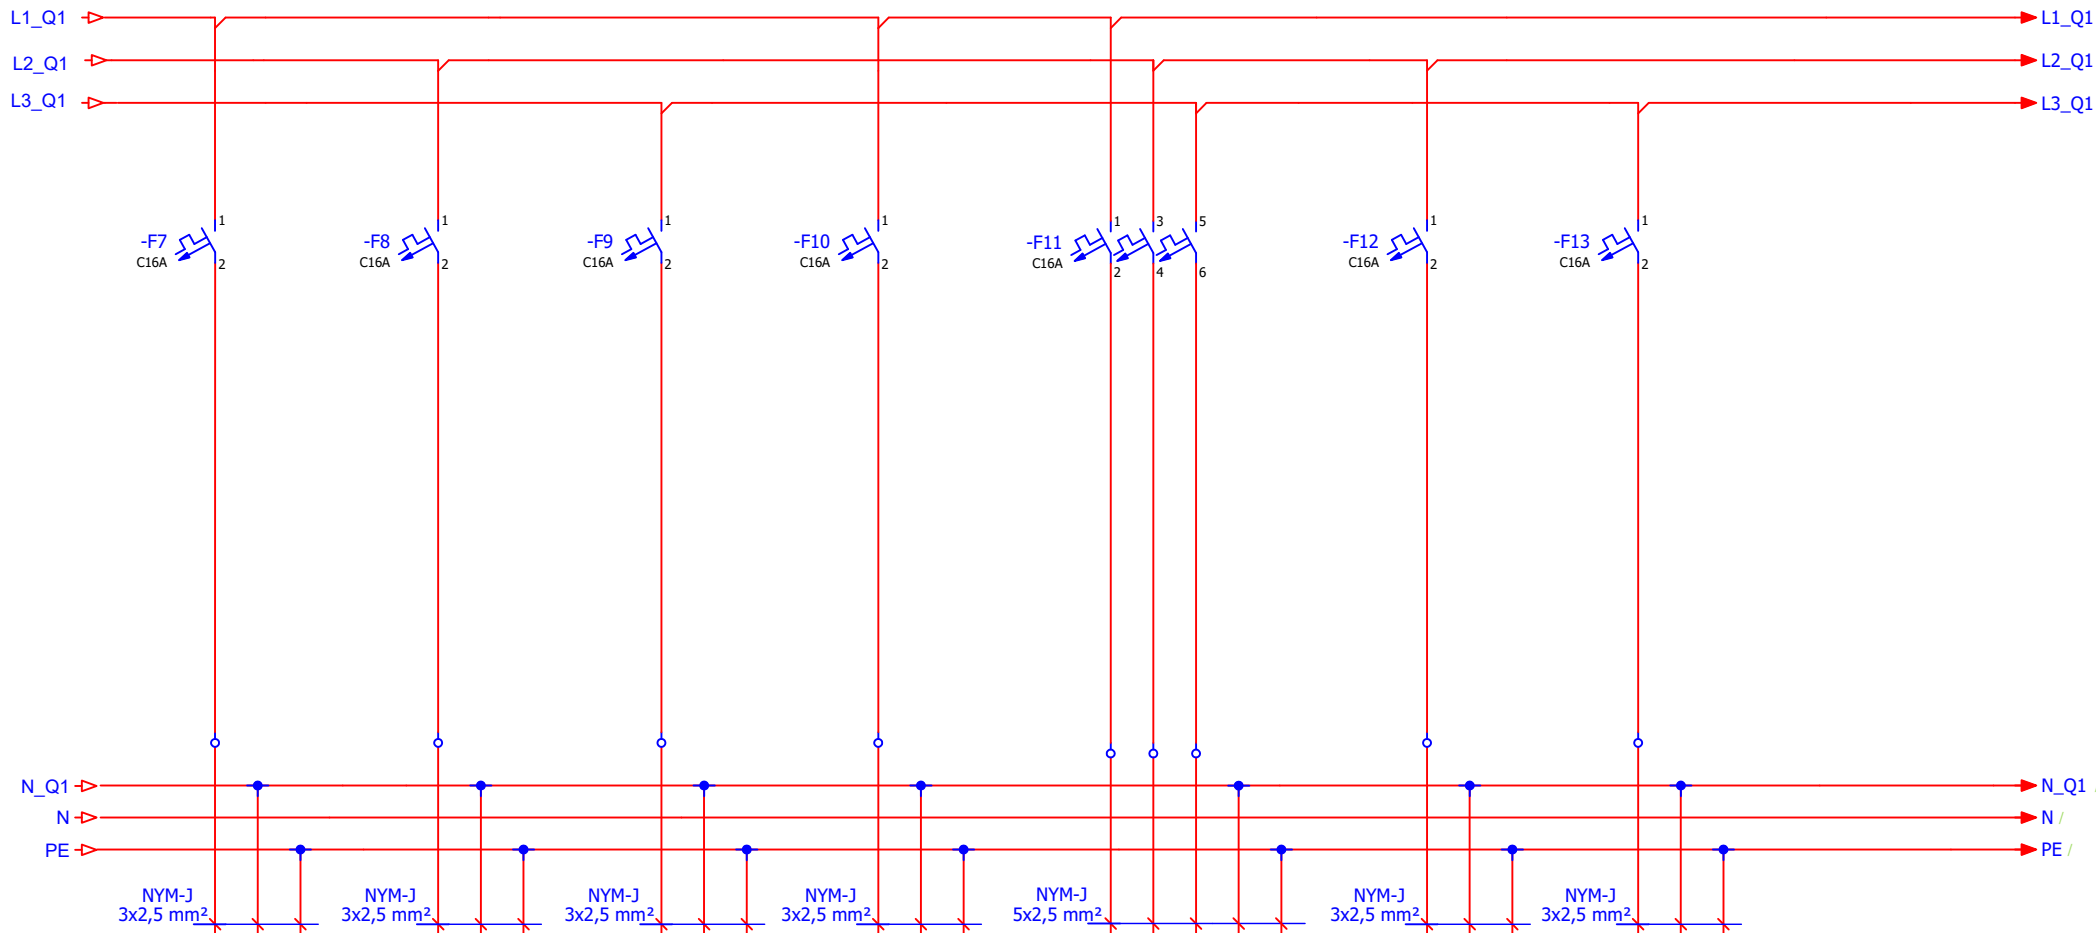 L1_Q1 L1_Q1
L2_Q1 L2_Q1
L3_Q1 L3_Q1
1 1 1 1 1 3 5 1 1
-F7 -F8 -F9 -F10 -F11 -F12 -F13
C16A C16A C16A C16A C16A C16A C16A
2 2 2 2 2 4 6 2 2
N_Q1 N_Q1
N N /
PE PE /
NYM-J NYM-J NYM-J NYM-J NYM-J NYM-J NYM-J
3x2,5 mm² 3x2,5 mm² 3x2,5 mm² 3x2,5 mm² 5x2,5 mm² 3x2,5 mm² 3x2,5 mm²